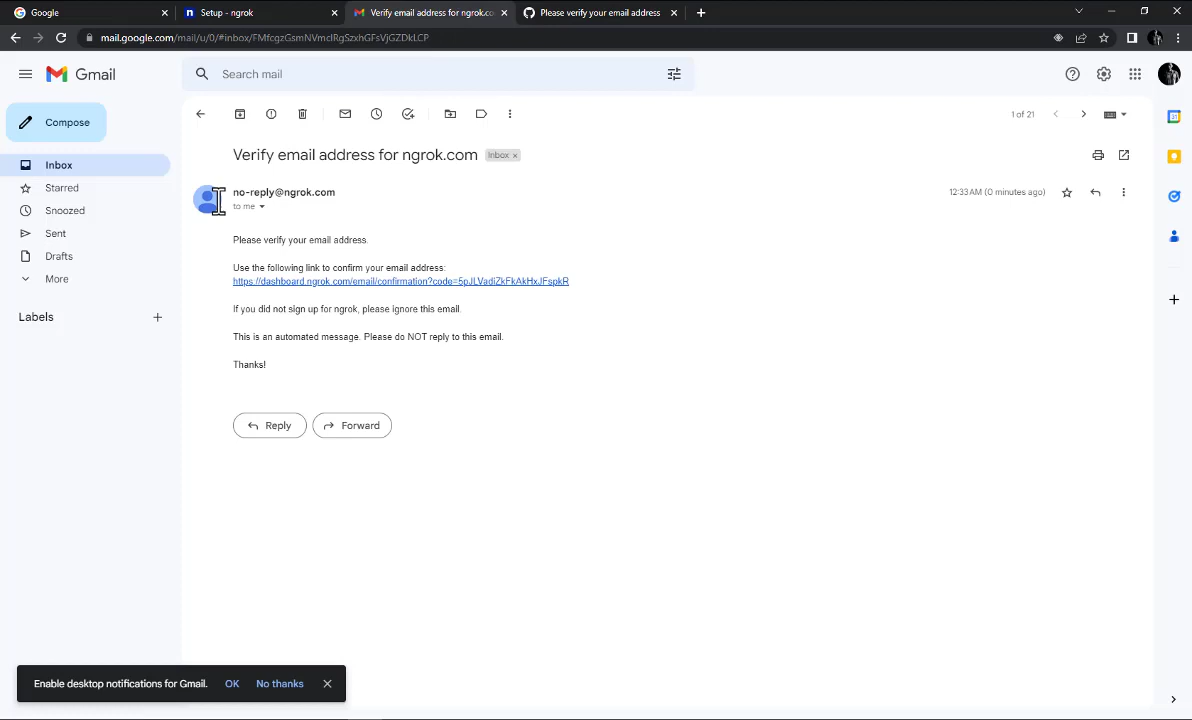 Google
Setup - ngrok
Verify email address for ngrok.co
Please verify your email address
mail.google.com/mail/u/0/#inbox/FMfcgzGsmNVmclRgSzxhGFsVjGZDkLCP
Gmail
Search mail
Compose
1 of 21
Inbox
Starred
Snoozed
Sent
Drafts
More
Labels
Verify email address for ngrok.com
Inbox ×
no-reply@ngrok.com
12:33 AM (0 minutes ago)
to me
Please verify your email address.
Use the following link to confirm your email address:
https://dashboard.ngrok.com/email/confirmation?code=5pJLVadiZkFkAkHxJFspkR
If you did not sign up for ngrok, please ignore this email.
This is an automated message. Please do NOT reply to this email.
Thanks!
Reply
Forward
Enable desktop notifications for Gmail.
OK
No thanks